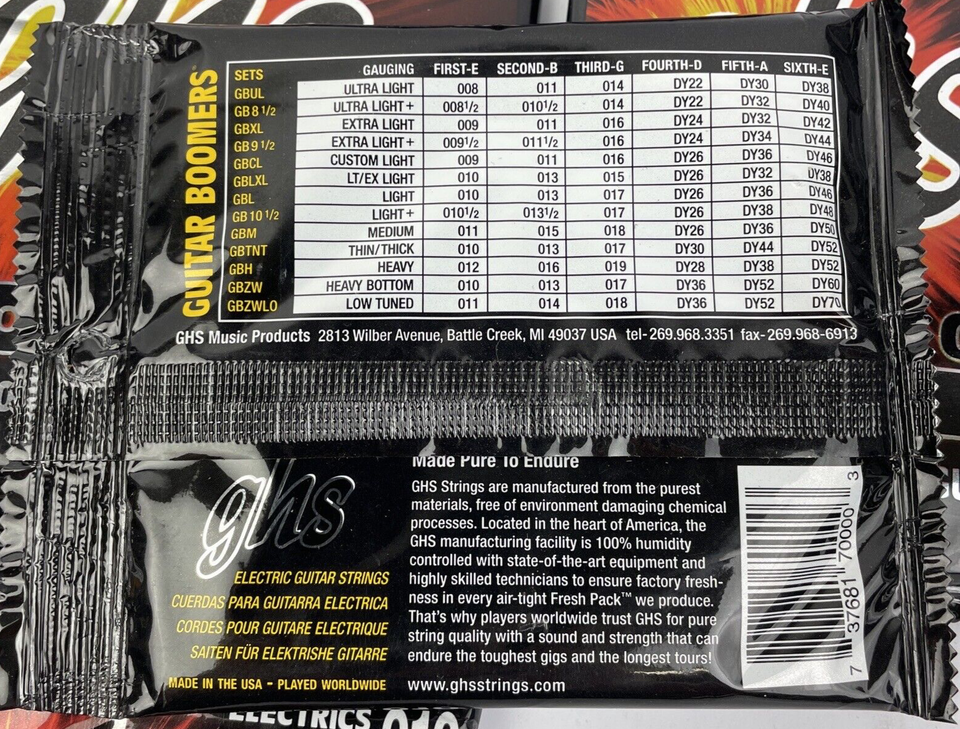 GUITAR BOOMERS®
SETS GAUGING FIRST-E SECOND-B THIRD-G FOURTH-D FIFTH-A SIXTH-E
GBUL ULTRA LIGHT 008 011 014 DY22 DY30 DY38
GB 8 1/2 ULTRA LIGHT + 008 1/2 010 1/2 014 DY22 DY32 DY40
GBXL EXTRA LIGHT 009 011 016 DY24 DY32 DY42
GB 9 1/2 EXTRA LIGHT + 009 1/2 011 1/2 016 DY24 DY34 DY44
GBCL CUSTOM LIGHT 009 011 016 DY26 DY36 DY46
GBLXL LT/EX LIGHT 010 013 015 DY26 DY32 DY38
GBL LIGHT 010 013 017 DY26 DY36 DY46
GB 10 1/2 LIGHT + 010 1/2 013 1/2 017 DY26 DY38 DY48
GBM MEDIUM 011 015 018 DY26 DY36 DY50
GBTNT THIN/THICK 010 013 017 DY30 DY44 DY52
GBH HEAVY 012 016 019 DY28 DY38 DY52
GBZW HEAVY BOTTOM 010 013 017 DY36 DY52 DY60
GBZWLO LOW TUNED 011 014 018 DY36 DY52 DY70
GHS Music Products 2813 Wilber Avenue, Battle Creek, MI 49037 USA tel-269.968.3351 fax-269.968-6913
ghs
ELECTRIC GUITAR STRINGS
CUERDAS PARA GUITARRA ELECTRICA
CORDES POUR GUITARE ELECTRIQUE
SAITEN FÜR ELEKTRISHE GITARRE
MADE IN THE USA - PLAYED WORLDWIDE
Made Pure To Endure
GHS Strings are manufactured from the purest
materials, free of environment damaging chemical
processes. Located in the heart of America, the
GHS manufacturing facility is 100% humidity
controlled with state-of-the-art equipment and
highly skilled technicians to ensure factory fresh-
ness in every air-tight Fresh Pack™ we produce.
That's why players worldwide trust GHS for pure
string quality with a sound and strength that can
endure the toughest gigs and the longest tours!
www.ghsstrings.com
7 37681 70000 3
ELECTRICS 010